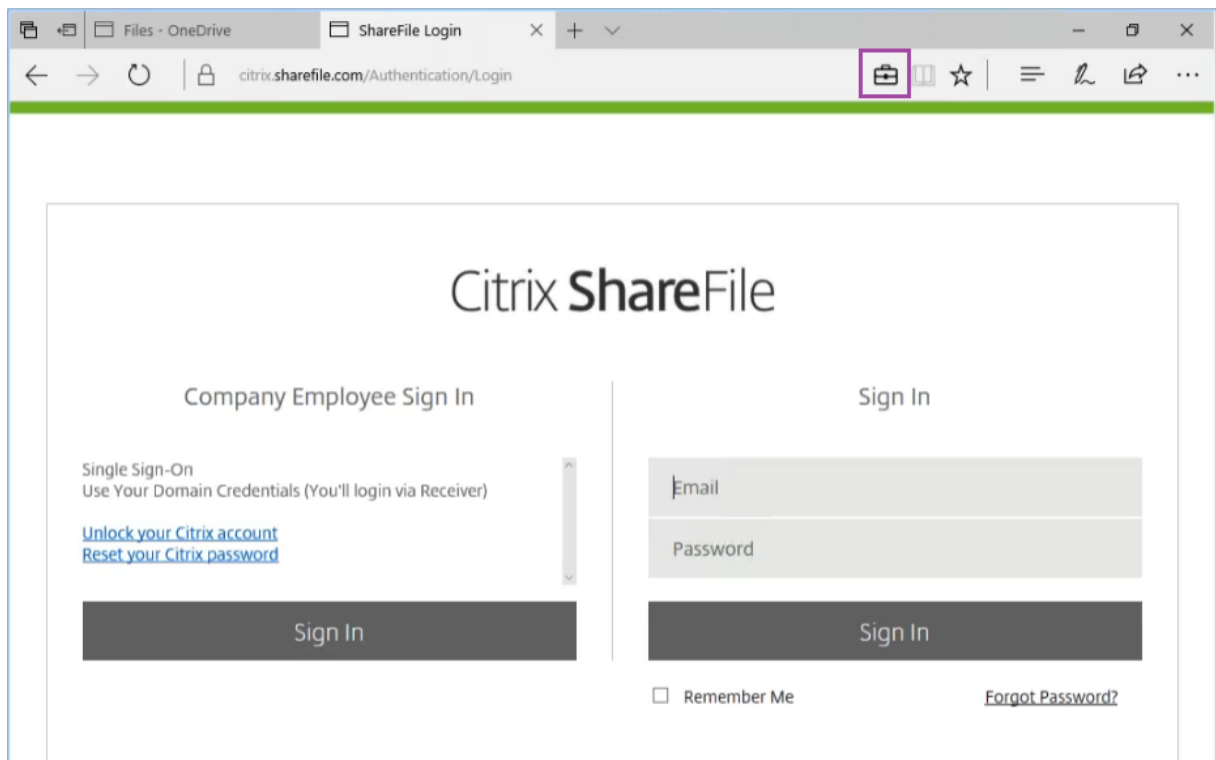 Files - OneDrive
ShareFile Login
citrix.sharefile.com/Authentication/Login
Citrix ShareFile
Company Employee Sign In
Single Sign-On
Use Your Domain Credentials (You'll login via Receiver)
Unlock your Citrix account
Reset your Citrix password
Sign In
Sign In
Email
Password
Sign In
Remember Me
Forgot Password?